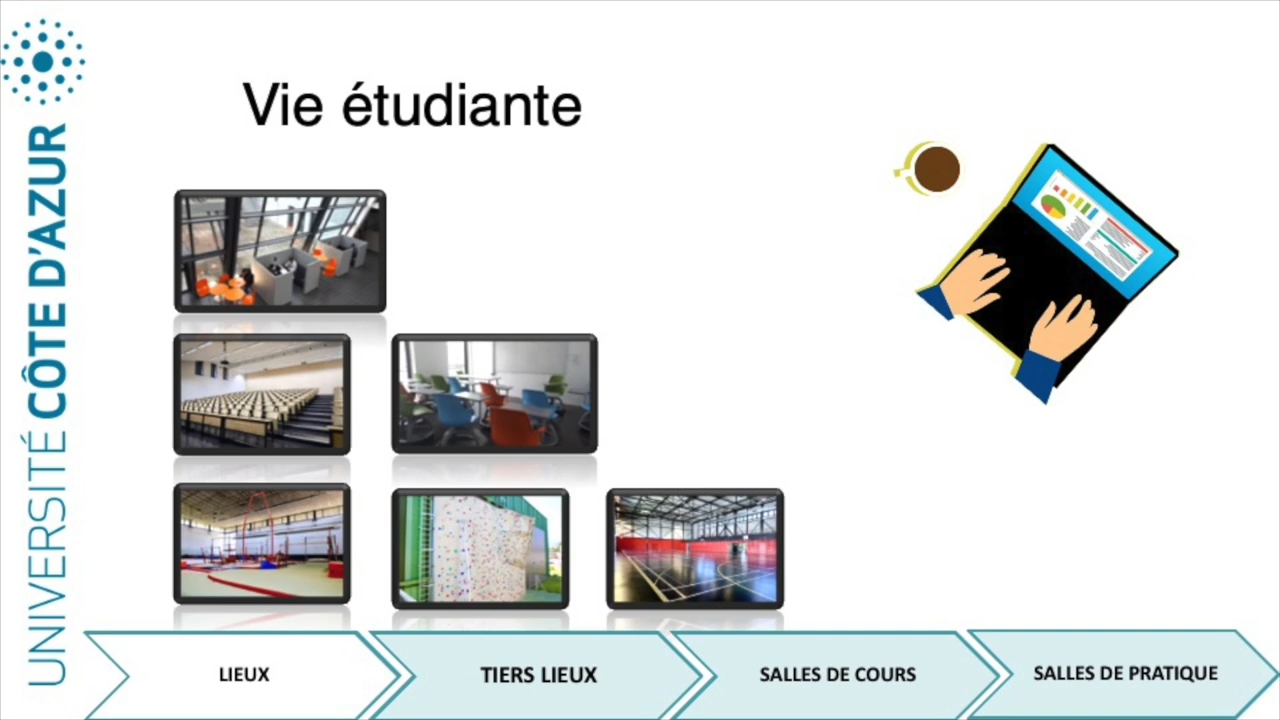 UNIVERSITÉ CÔTE D'AZUR
Vie étudiante
LIEUX
TIERS LIEUX
SALLES DE COURS
SALLES DE PRATIQUE